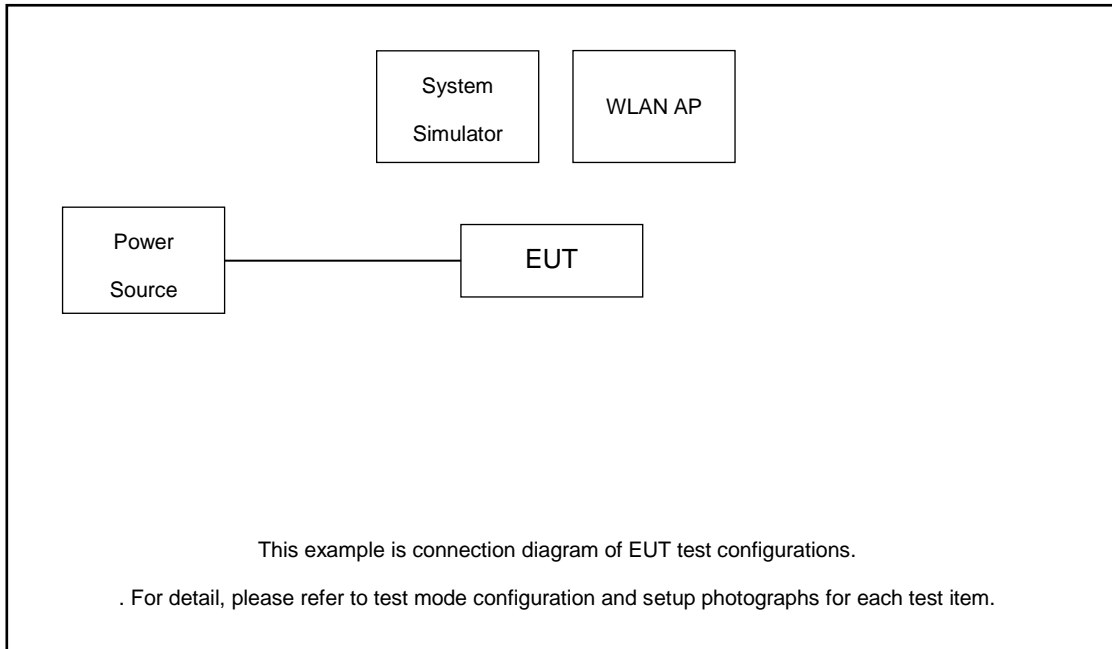 System
Simulator
WLAN AP
Power
Source
EUT
This example is connection diagram of EUT test configurations.
. For detail, please refer to test mode configuration and setup photographs for each test item.